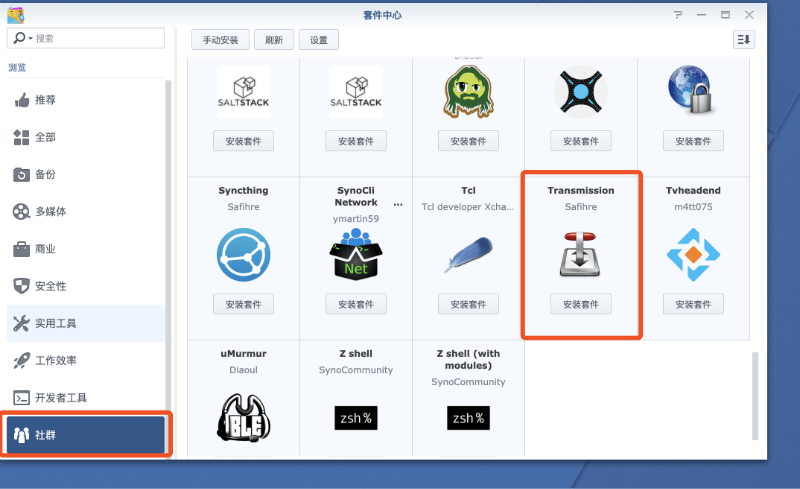 套件中心
搜索
手动安装
刷新
设置
浏览
推荐
全部
备份
多媒体
商业
安全性
实用工具
工作效率
开发者工具
社群
Diaoul
SALTSTACK
SALTSTACK
安装套件
安装套件
安装套件
安装套件
安装套件
Syncthing
Safihre
安装套件
SynoCli
Network ...
ymartin59
Net
安装套件
Tcl
Tcl developer Xcha...
安装套件
Transmission
Safihre
安装套件
Tvheadend
m4tt075
安装套件
uMurmur
Diaoul
BLE
Z shell
SynoCommunity
zsh%
Z shell (with
modules)
SynoCommunity
zsh%